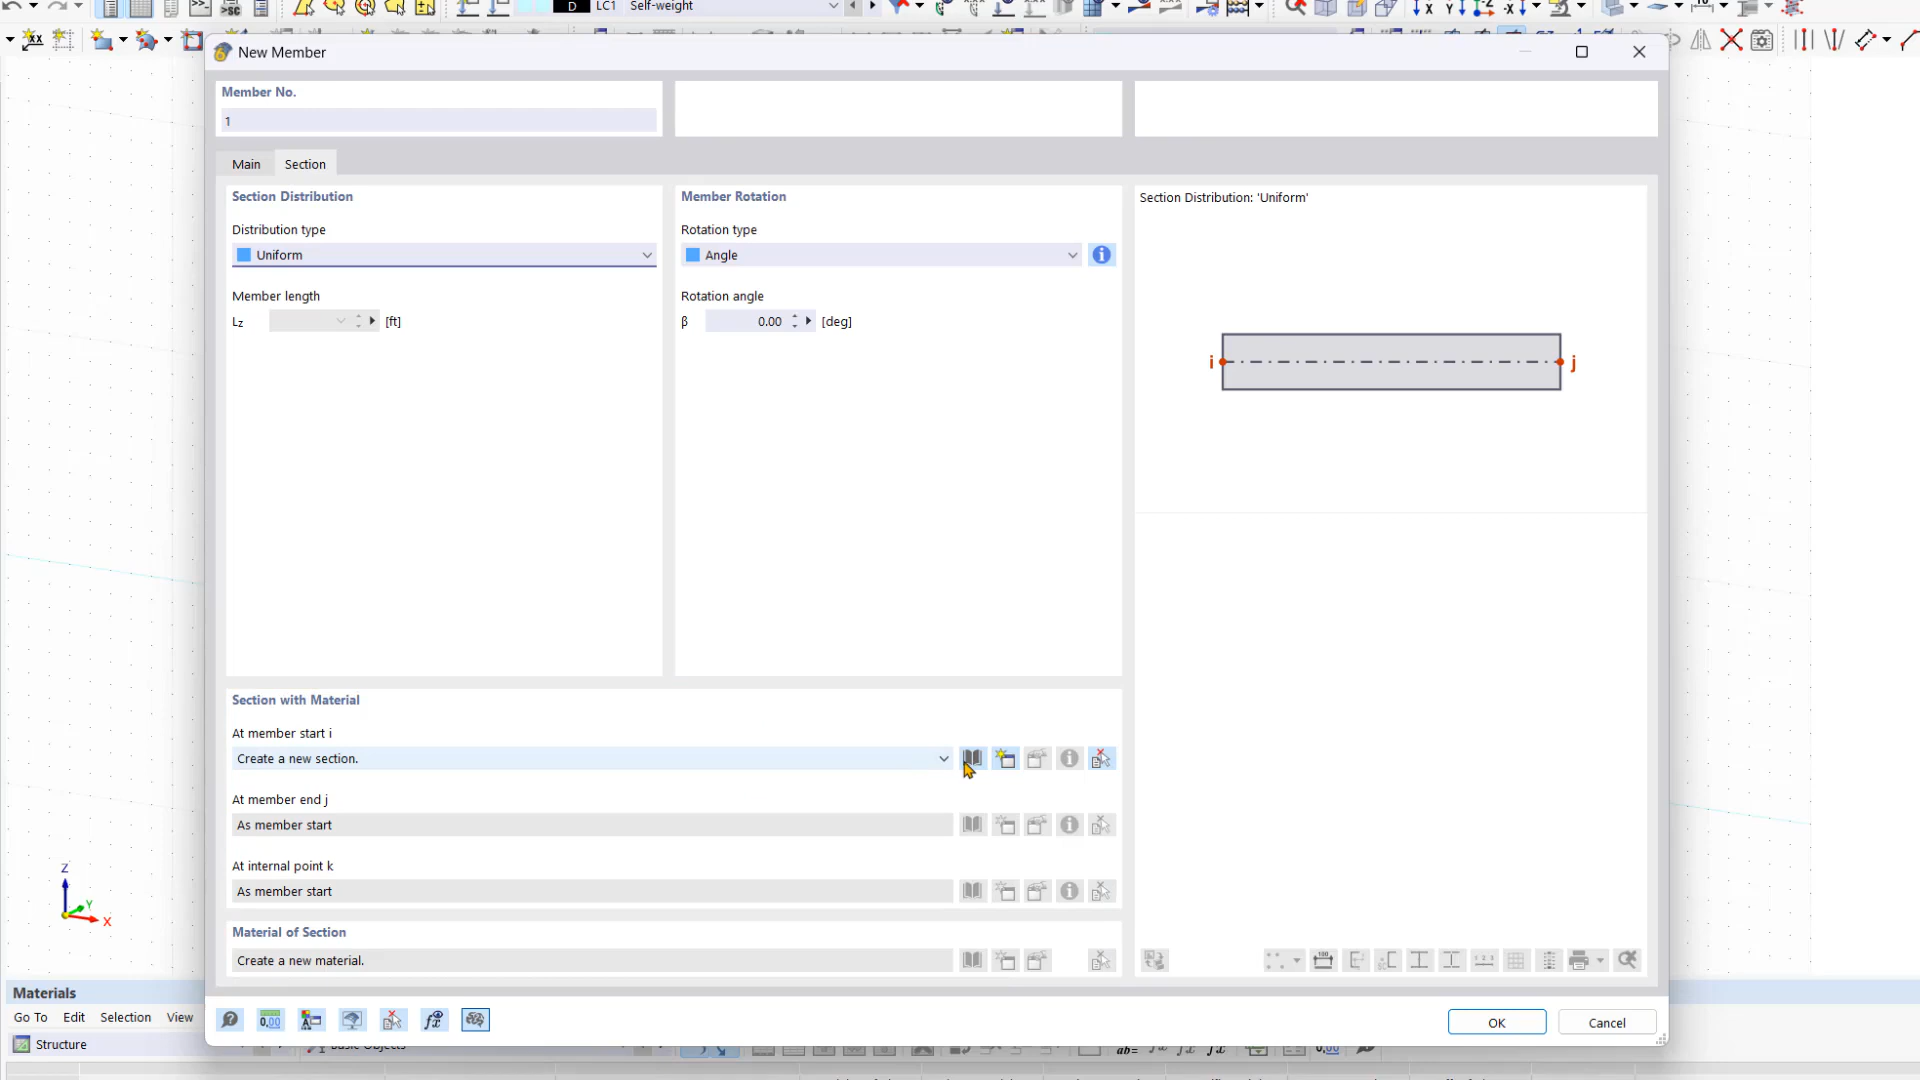 D LC1 Self-weight
New Member
Member No.
1
Main Section
Section Distribution
Distribution type
Uniform
Member length
Lz [ft]
Member Rotation
Rotation type
Angle
Rotation angle
β 0.00 [deg]
Section Distribution: 'Uniform'
i j
Section with Material
At member start i
Create a new section.
At member end j
As member start
At internal point k
As member start
Material of Section
Create a new material.
Z
Y
X
Materials
Go To Edit Selection View
Structure
Basic Objects
OK Cancel